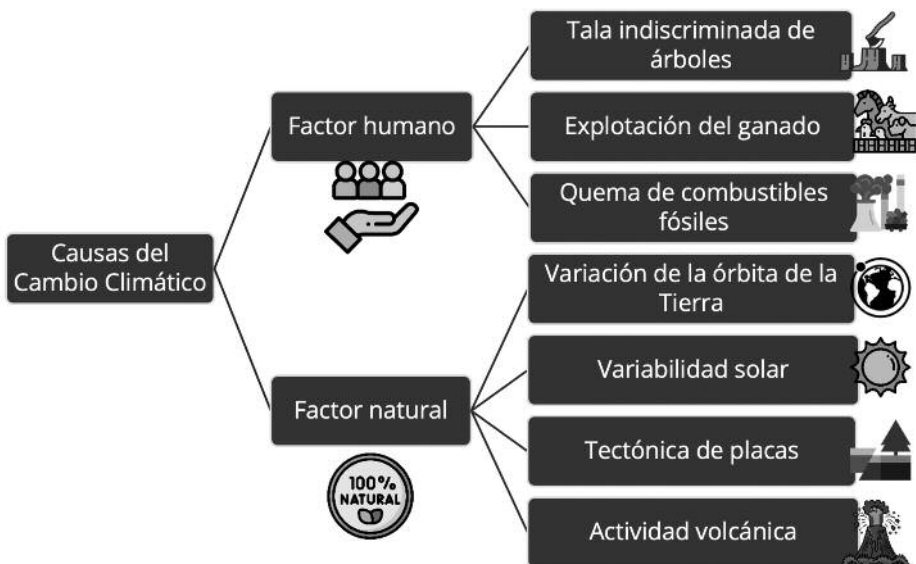 Causas del
Cambio Climático
Factor humano
Tala indiscriminada de
árboles
Explotación del ganado
Quema de combustibles
fósiles
Factor natural
100%
NATURAL
Variación de la órbita de la
Tierra
Variabilidad solar
Tectónica de placas
Actividad volcánica